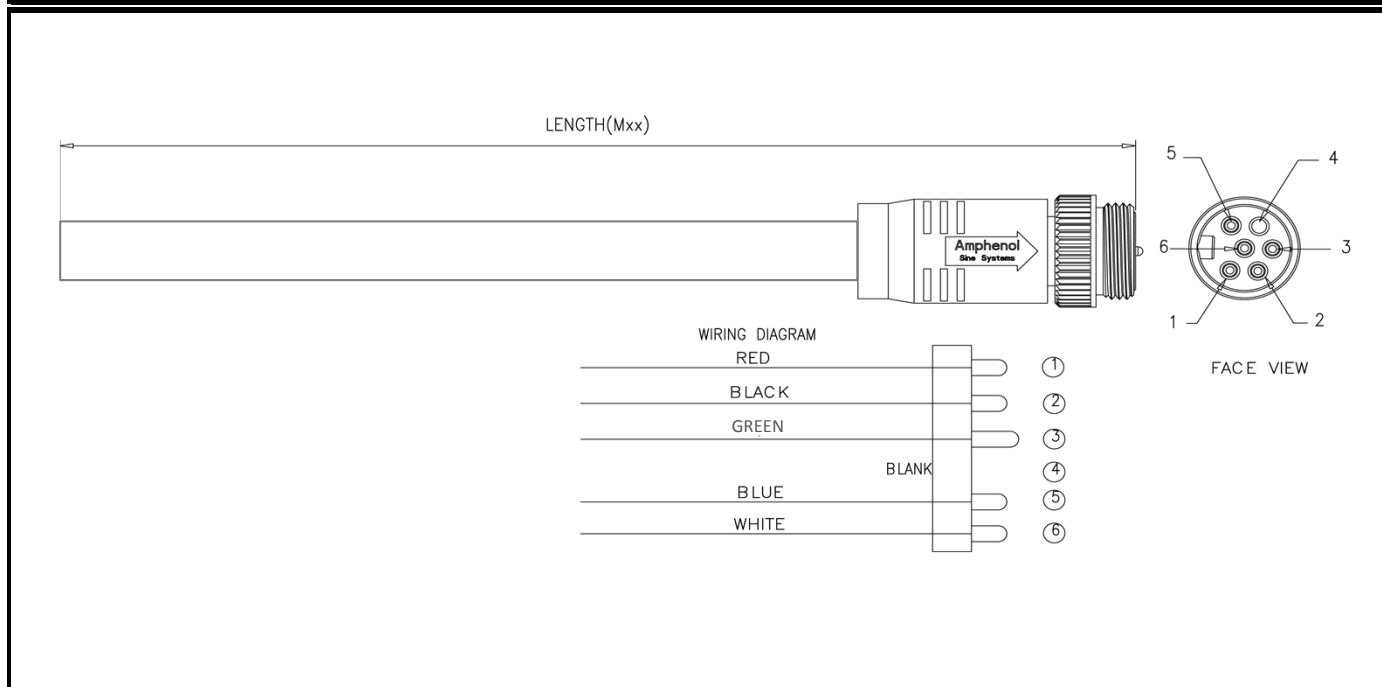 LENGTH(Mxx)
5
4
Amphenol
Sine Systems
6
3
1
2
FACE VIEW
WIRING DIAGRAM
RED
1
BLACK
2
GREEN
3
BLANK
4
BLUE
5
WHITE
6